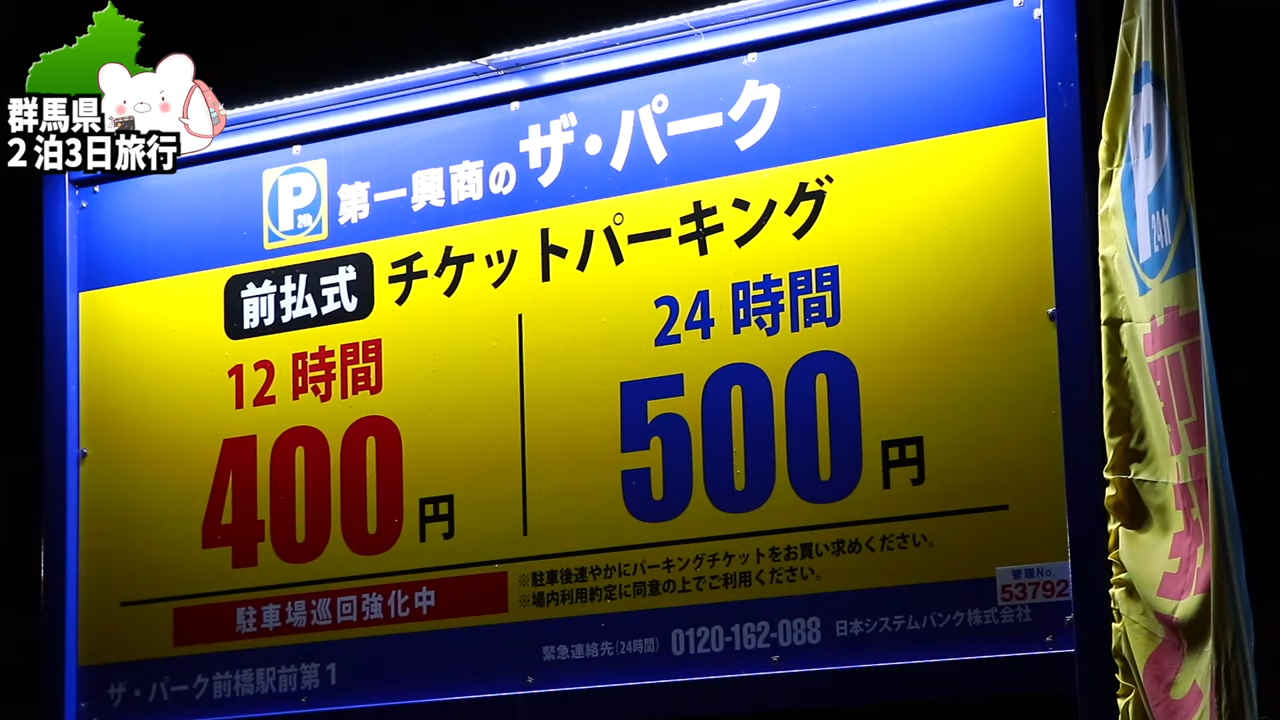 群馬県
２泊3日旅行
P 24h 第一興商のザ・パーク
前払式 チケットパーキング
12時間
400円
24時間
500円
※駐車後速やかにパーキングチケットをお買い求めください。
※場内利用約定に同意の上でご利用ください。
駐車場巡回強化中
管理No.
53792
緊急連絡先(24時間) 0120-162-088 日本システムバンク株式会社
ザ・パーク前橋駅前第1
P
24h